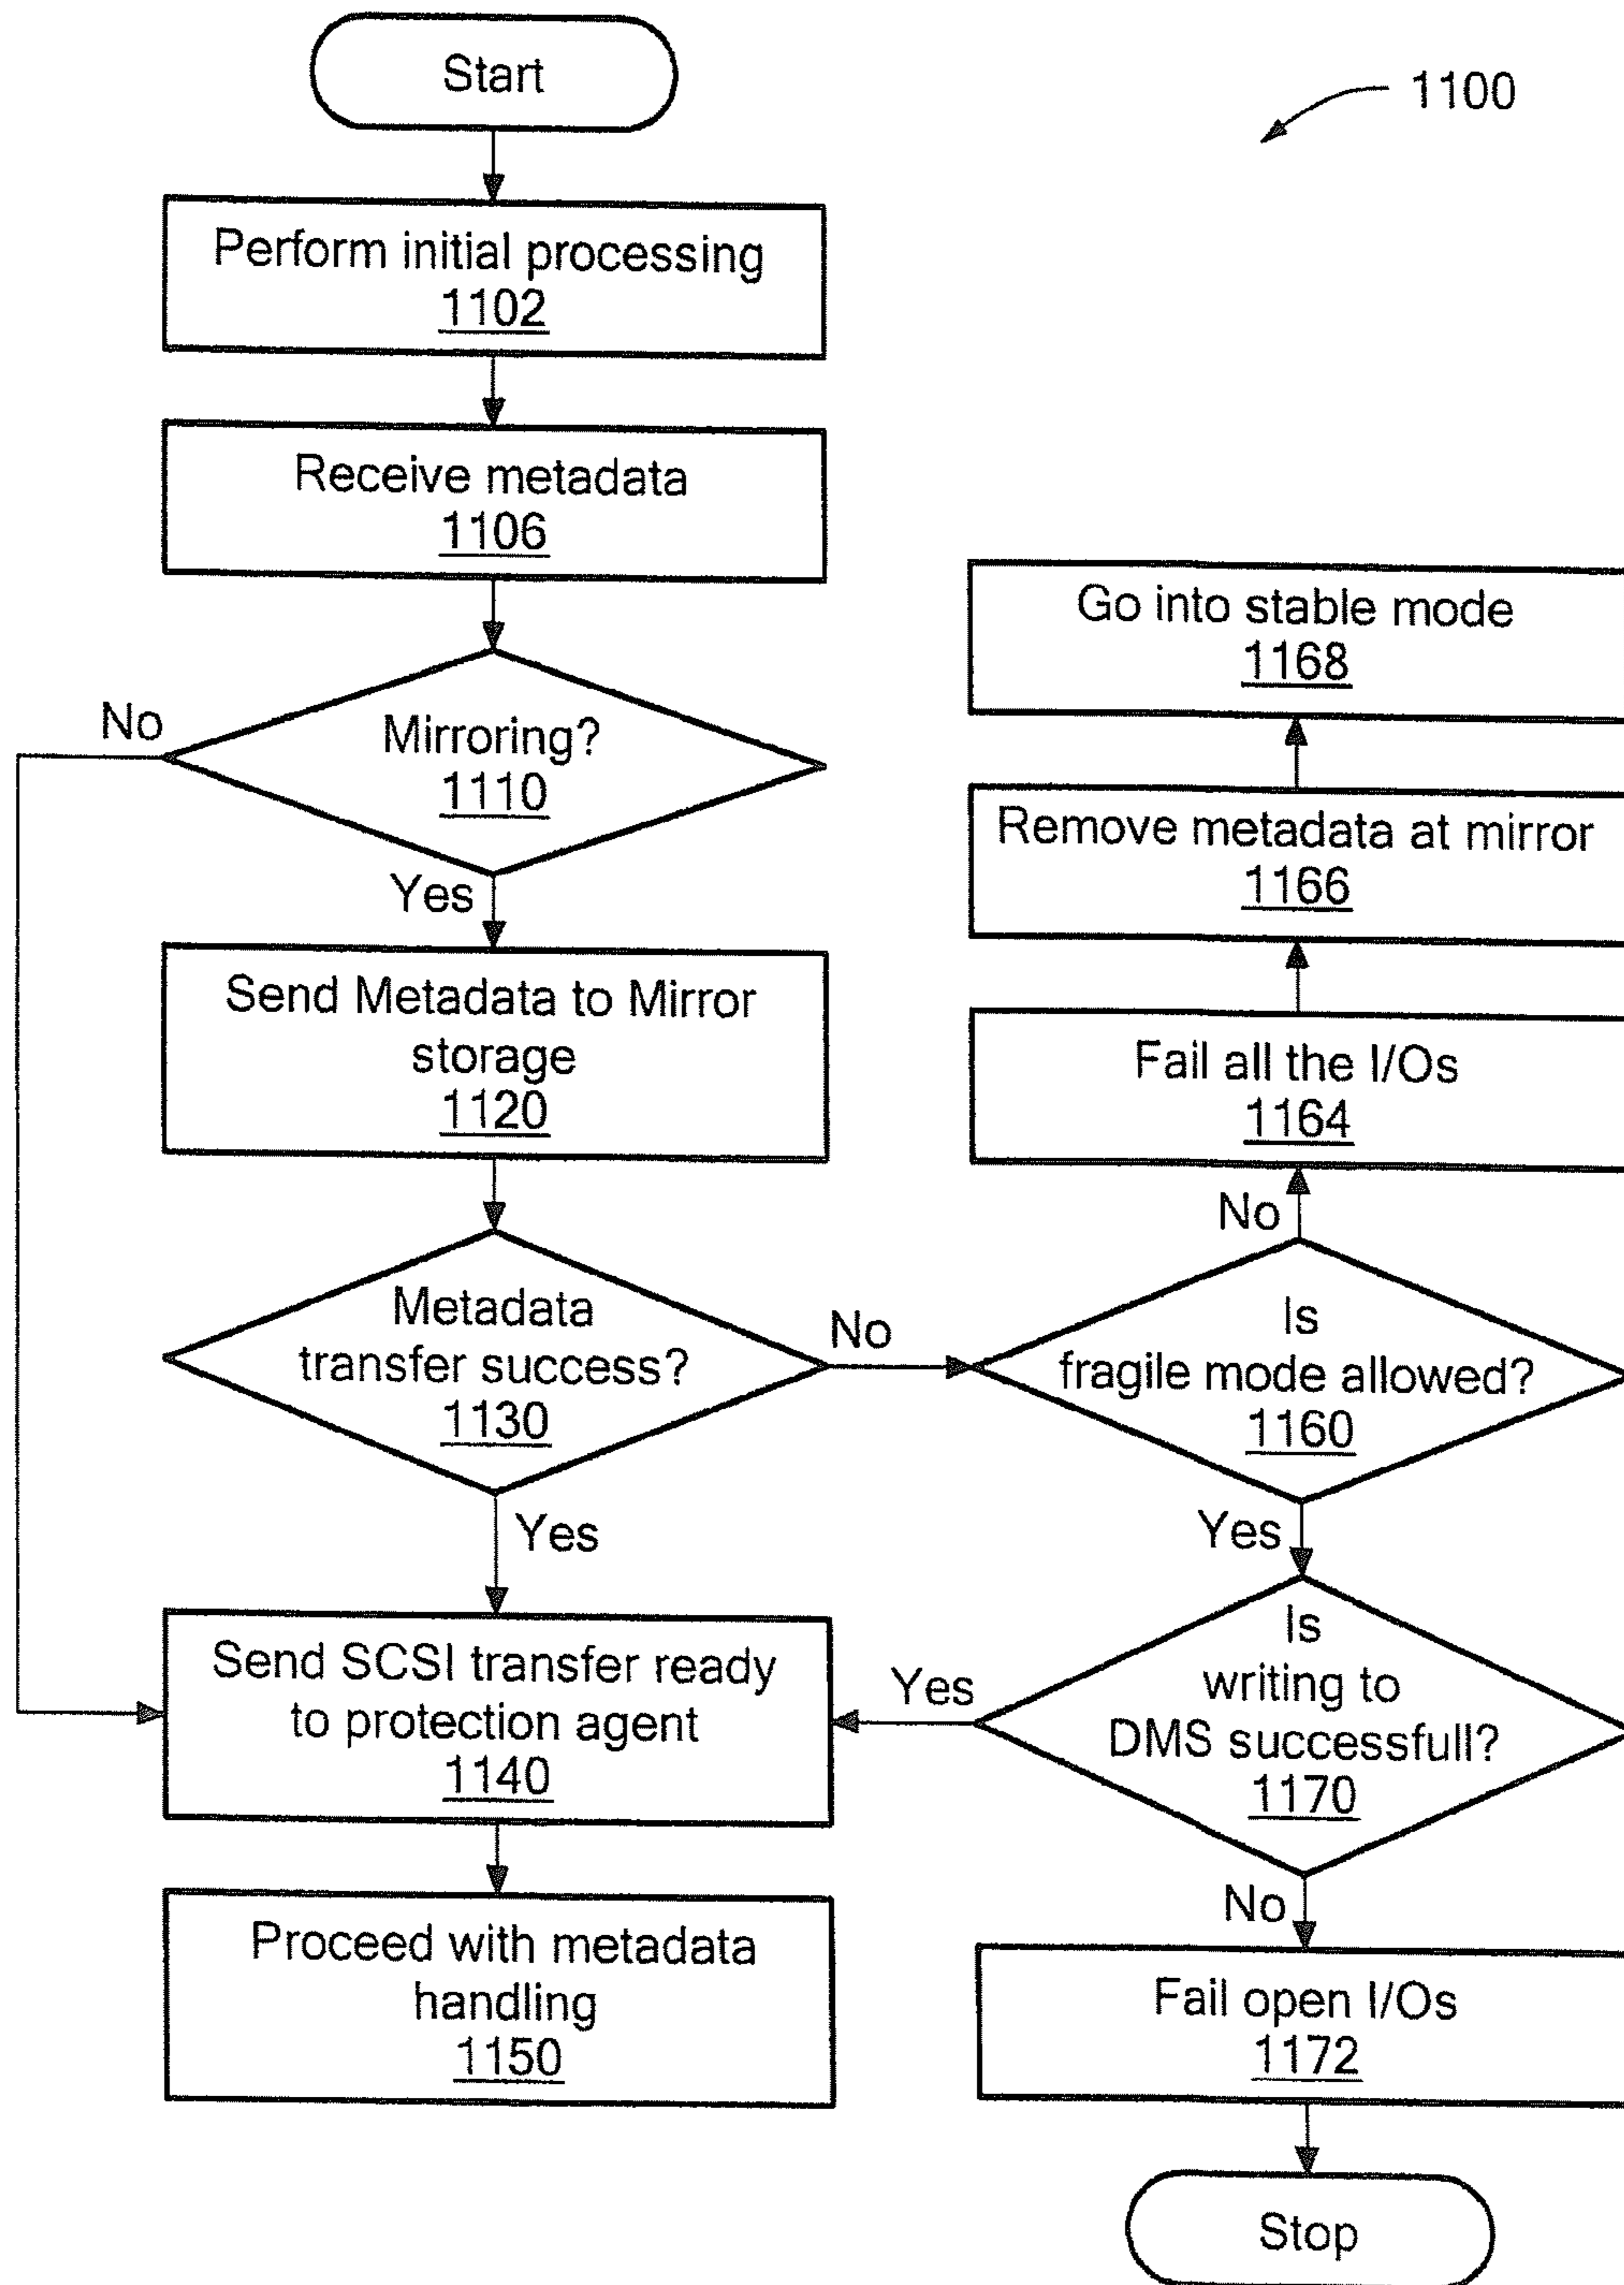 Start
1100
Perform initial processing
1102
Receive metadata
1106
Mirroring?
1110
No
Yes
Send Metadata to Mirror
storage
1120
Metadata
transfer success?
1130
No
Yes
Send SCSI transfer ready
to protection agent
1140
Proceed with metadata
handling
1150
Go into stable mode
1168
Remove metadata at mirror
1166
Fail all the I/Os
1164
No
Is
fragile mode allowed?
1160
Yes
Is
writing to
DMS successfull?
1170
Yes
No
Fail open I/Os
1172
Stop